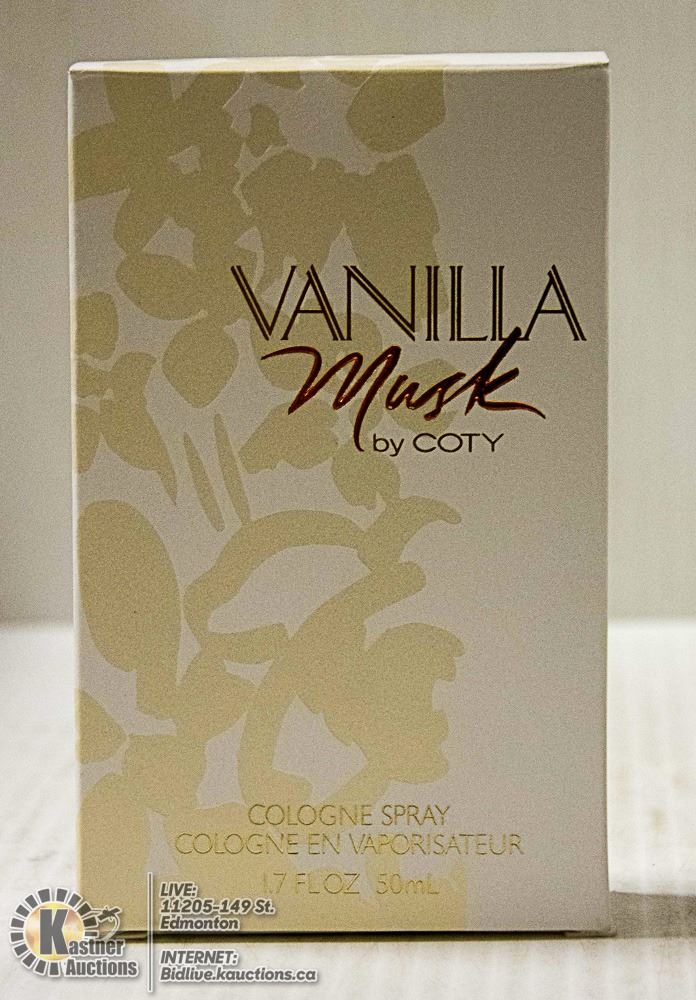 VANILLA
Musk
by COTY
COLOGNE SPRAY
COLOGNE EN VAPORISATEUR
1.7 FL OZ 50mL
Kastner
Auctions
LIVE:
11205-149 St.
Edmonton
INTERNET:
Bidlive.kauctions.ca